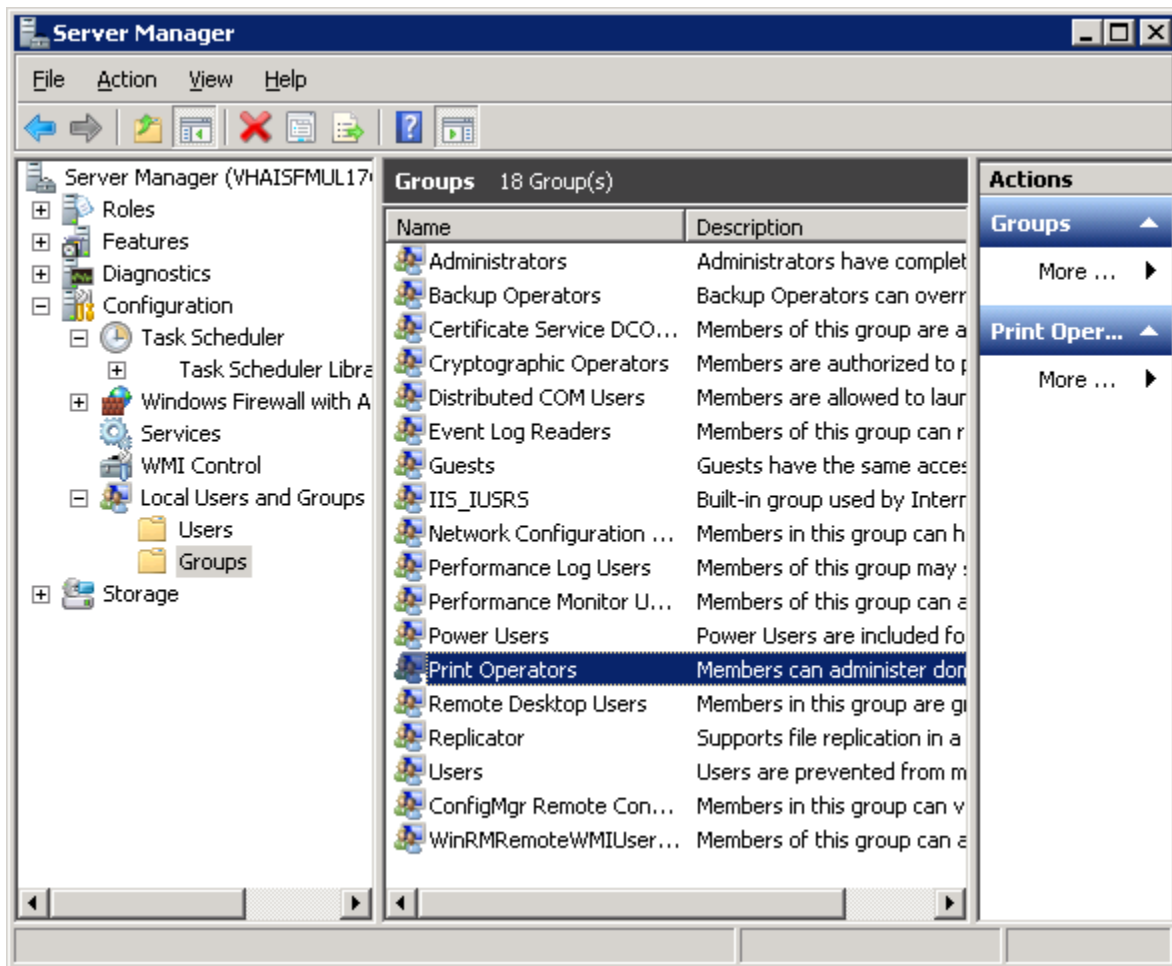 Server Manager
File Action View Help
Server Manager (VHAISFMUL17
Roles
Features
Diagnostics
Configuration
Task Scheduler
Task Scheduler Libra
Windows Firewall with A
Services
WMI Control
Local Users and Groups
Users
Groups
Storage
Groups 18 Group(s)
Name Description
Administrators Administrators have complet
Backup Operators Backup Operators can overr
Certificate Service DCO... Members of this group are a
Cryptographic Operators Members are authorized to p
Distributed COM Users Members are allowed to laun
Event Log Readers Members of this group can r
Guests Guests have the same acces
IIS_IUSRS Built-in group used by Intern
Network Configuration ... Members in this group can h
Performance Log Users Members of this group may s
Performance Monitor U... Members of this group can a
Power Users Power Users are included fo
Print Operators Members can administer dom
Remote Desktop Users Members in this group are gr
Replicator Supports file replication in a
Users Users are prevented from m
ConfigMgr Remote Con... Members in this group can v
WinRMRemoteWMIUser... Members of this group can a
Actions
Groups
More ...
Print Oper...
More ...